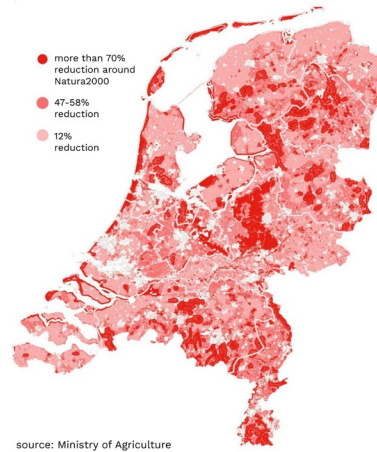 more than 70%
reduction around
Natura2000
47-58%
reduction
12%
reduction
source: Ministry of Agriculture